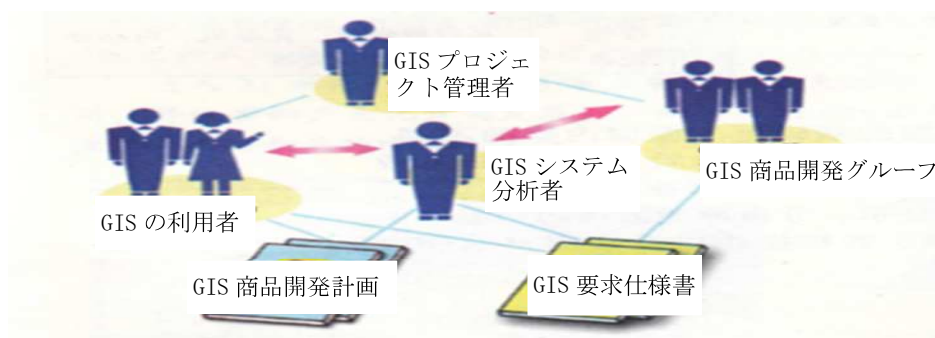 GIS プロジェ
クト管理者
GIS システム
分析者
GIS 商品開発グループ
GIS の利用者
GIS 商品開発計画
GIS 要求仕様書